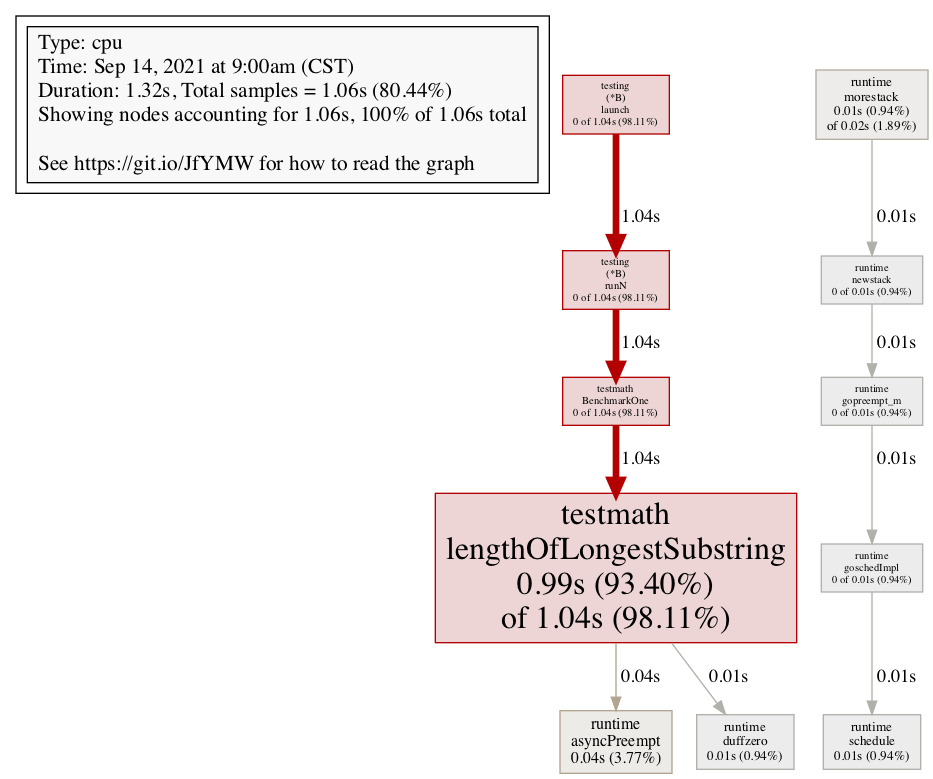 Type: cpu
Time: Sep 14, 2021 at 9:00am (CST)
Duration: 1.32s, Total samples = 1.06s (80.44%)
Showing nodes accounting for 1.06s, 100% of 1.06s total
See https://git.io/JfYMW for how to read the graph
testing
(*B)
launch
0 of 1.04s (98.11%)
1.04s
testing
(*B)
runN
0 of 1.04s (98.11%)
1.04s
testmath
BenchmarkOne
0 of 1.04s (98.11%)
1.04s
testmath
lengthOfLongestSubstring
0.99s (93.40%)
of 1.04s (98.11%)
0.04s
0.01s
runtime
asyncPreempt
0.04s (3.77%)
runtime
duffzero
0.01s (0.94%)
runtime
morestack
0.01s (0.94%)
of 0.02s (1.89%)
0.01s
runtime
newstack
0 of 0.01s (0.94%)
0.01s
runtime
gopreempt_m
0 of 0.01s (0.94%)
0.01s
runtime
goschedImpl
0 of 0.01s (0.94%)
0.01s
runtime
schedule
0.01s (0.94%)